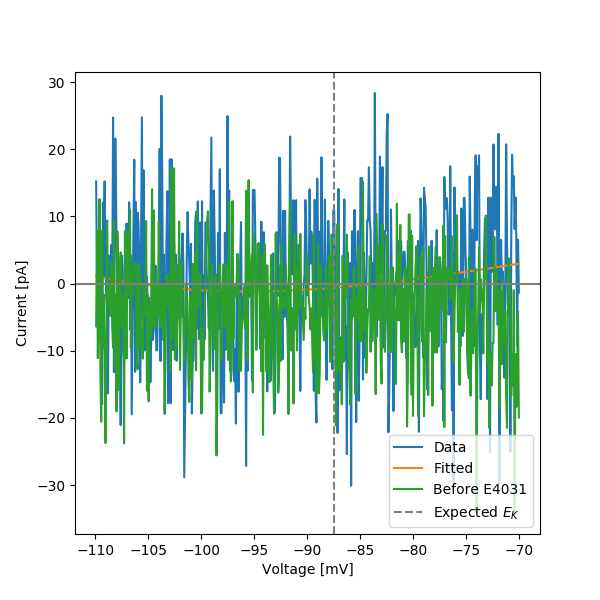 30
20
10
0
−10
−20
−30
Current [pA]
Data
Fitted
Before E4031
Expected $E_K$
−110 −105 −100 −95 −90 −85 −80 −75 −70
Voltage [mV]